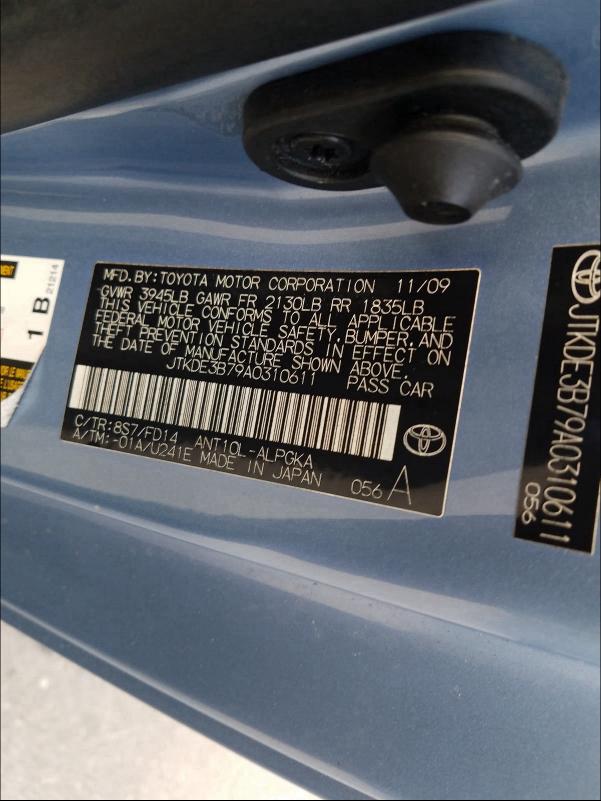 MFD.BY:TOYOTA MOTOR CORPORATION 11/09
GVWR 3945LB GAWR FR 2130LB RR 1835LB
THIS VEHICLE CONFORMS TO ALL APPLICABLE
FEDERAL MOTOR VEHICLE SAFETY, BUMPER, AND
THEFT PREVENTION STANDARDS IN EFFECT ON
THE DATE OF MANUFACTURE SHOWN ABOVE.
JTKDE3B79A0310611 PASS CAR
C/TR:8S7/FD14 ANT10L-ALPGKA
A/TM:-01A/U241E MADE IN JAPAN
056 A
1 B
21214
JTKDE3B79A0310611
056